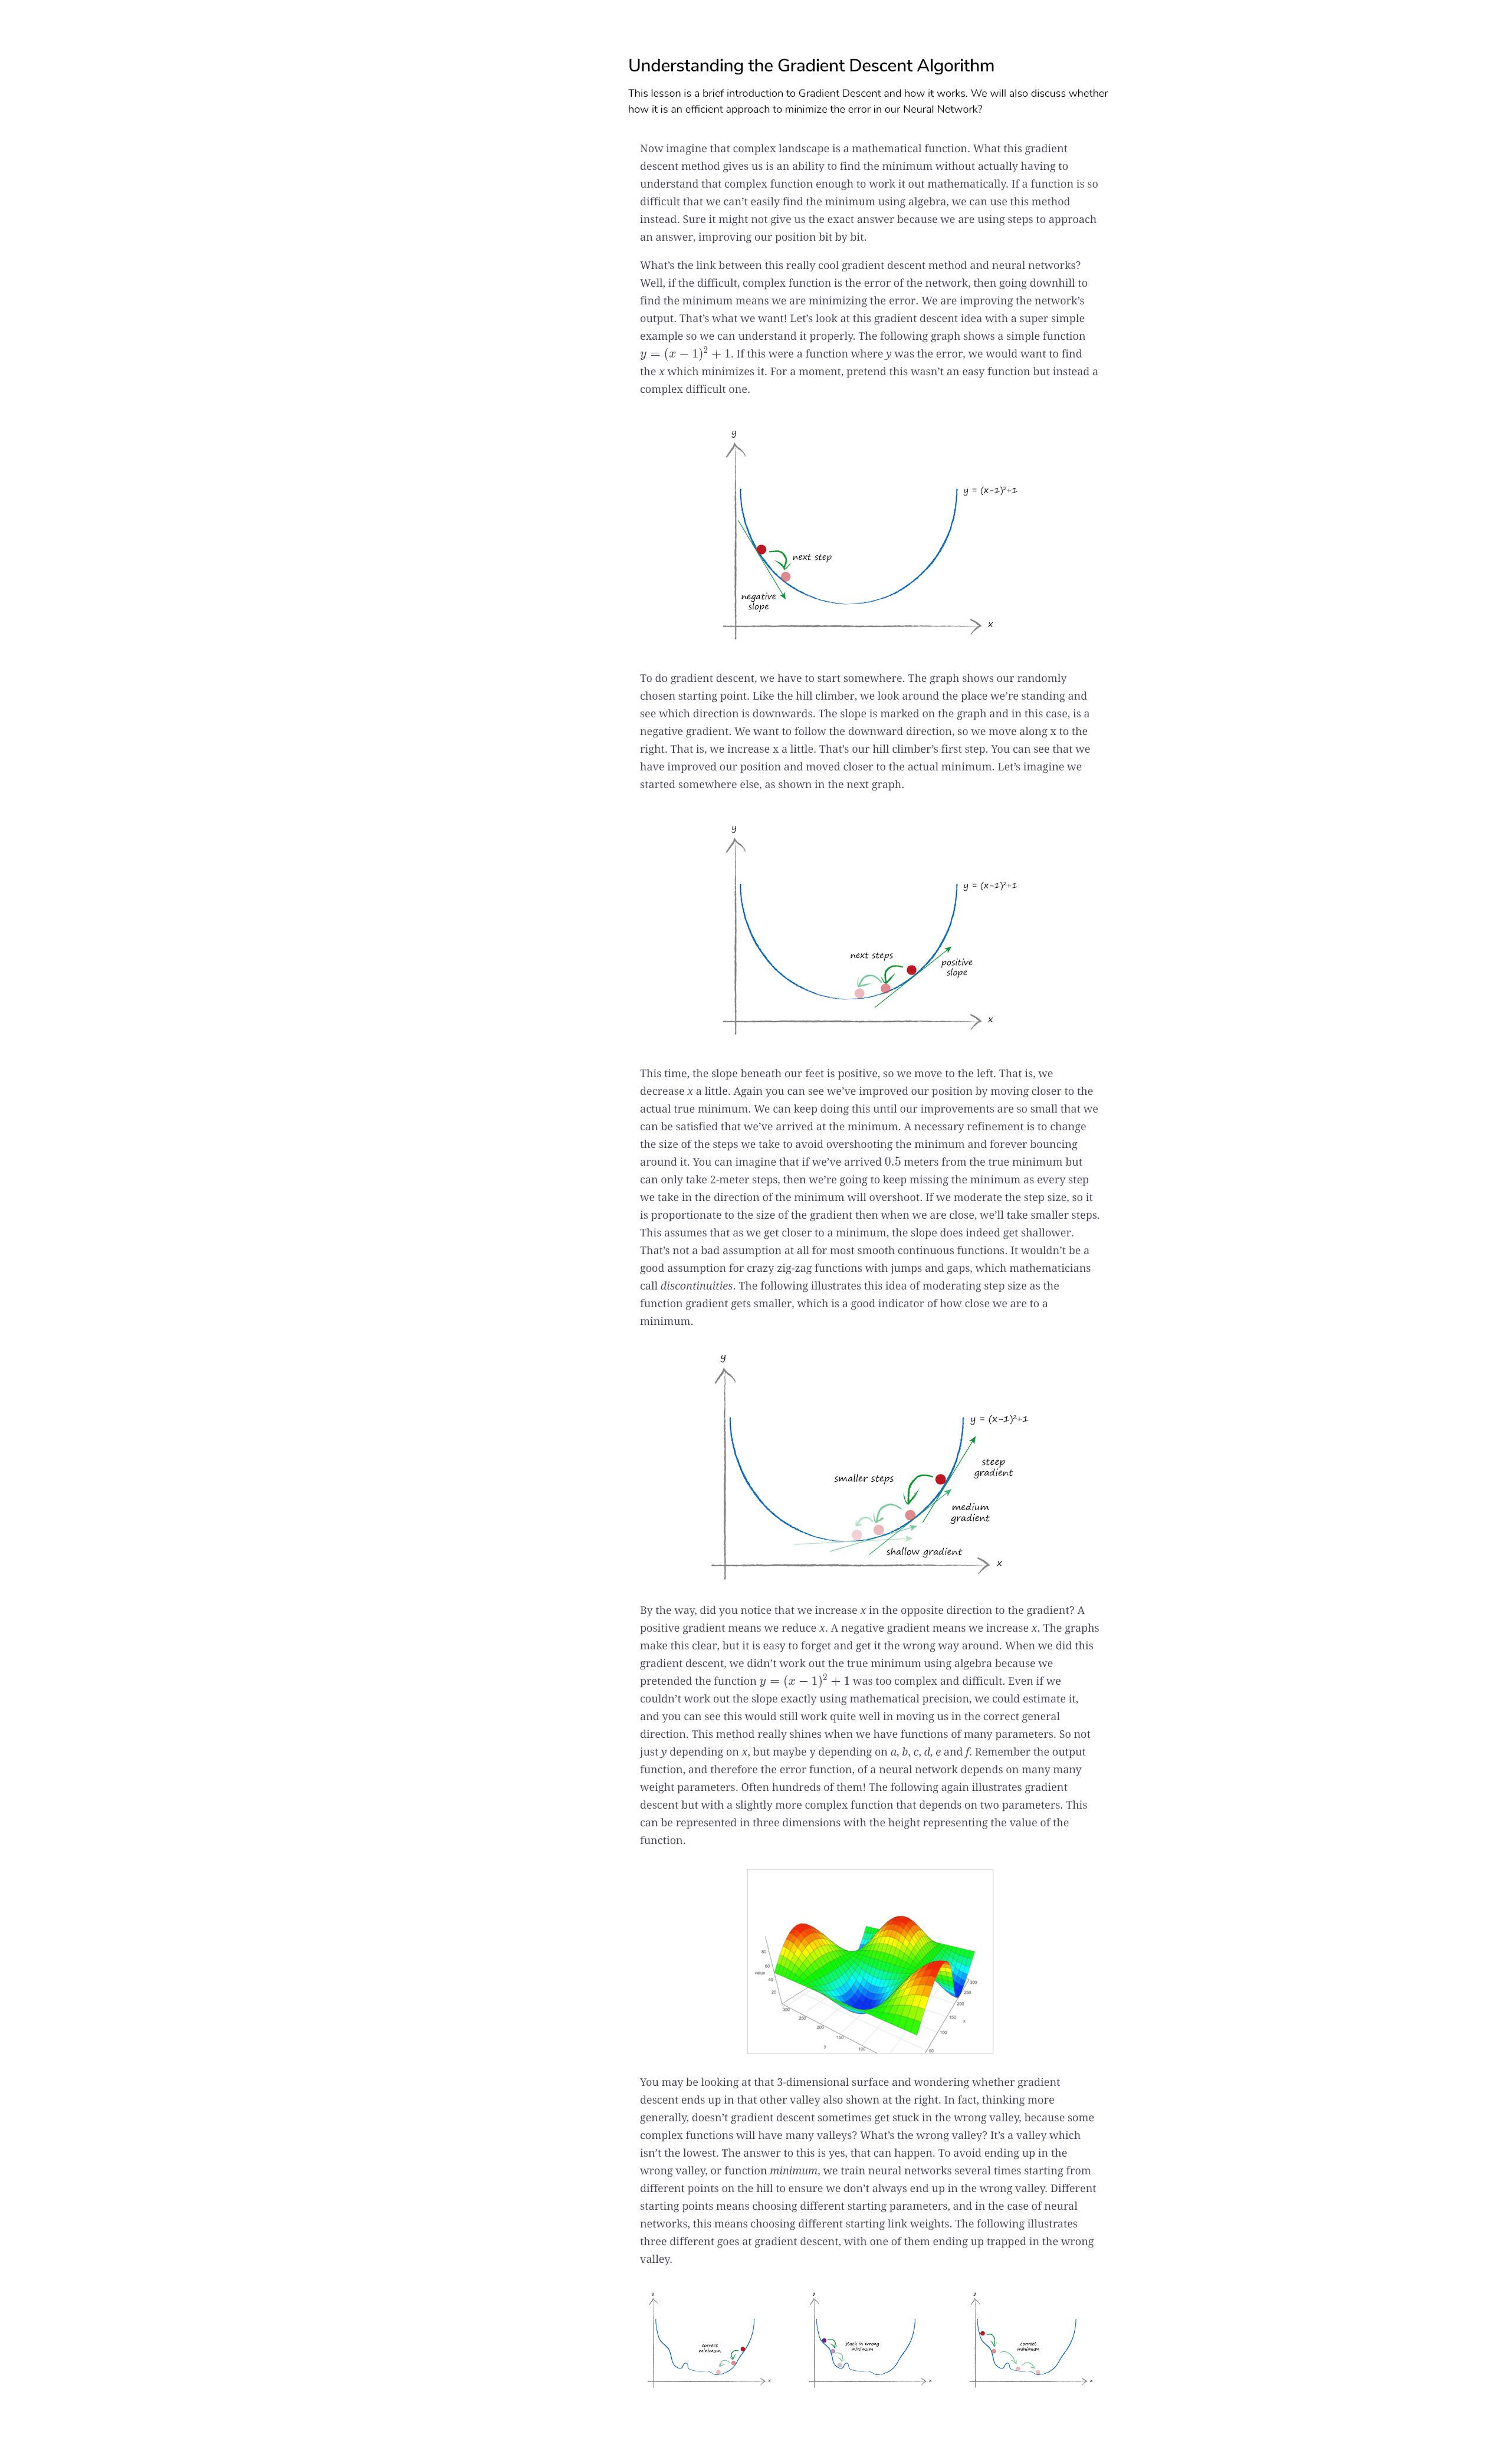 Understanding the Gradient Descent Algorithm
This lesson is a brief introduction to Gradient Descent and how it works. We will also discuss whether
how it is an efficient approach to minimize the error in our Neural Network?
Now imagine that complex landscape is a mathematical function. What this gradient
descent method gives us is an ability to find the minimum without actually having to
understand that complex function enough to work it out mathematically. If a function is so
difficult that we can’t easily find the minimum using algebra, we can use this method
instead. Sure it might not give us the exact answer because we are using steps to approach
an answer, improving our position bit by bit.
What’s the link between this really cool gradient descent method and neural networks?
Well, if the difficult, complex function is the error of the network, then going downhill to
find the minimum means we are minimizing the error. We are improving the network’s
output. That’s what we want! Let’s look at this gradient descent idea with a super simple
example so we can understand it properly. The following graph shows a simple function
y = (x − 1)² + 1. If this were a function where y was the error, we would want to find
the x which minimizes it. For a moment, pretend this wasn’t an easy function but instead a
complex difficult one.
y
y = (x-1)²+1
next step
negative
slope
x
To do gradient descent, we have to start somewhere. The graph shows our randomly
chosen starting point. Like the hill climber, we look around the place we’re standing and
see which direction is downwards. The slope is marked on the graph and in this case, is a
negative gradient. We want to follow the downward direction, so we move along x to the
right. That is, we increase x a little. That’s our hill climber’s first step. You can see that we
have improved our position and moved closer to the actual minimum. Let’s imagine we
started somewhere else, as shown in the next graph.
y
y = (x-1)²+1
next steps
positive
slope
x
This time, the slope beneath our feet is positive, so we move to the left. That is, we
decrease x a little. Again you can see we’ve improved our position by moving closer to the
actual true minimum. We can keep doing this until our improvements are so small that we
can be satisfied that we’ve arrived at the minimum. A necessary refinement is to change
the size of the steps we take to avoid overshooting the minimum and forever bouncing
around it. You can imagine that if we’ve arrived 0.5 meters from the true minimum but
can only take 2-meter steps, then we’re going to keep missing the minimum as every step
we take in the direction of the minimum will overshoot. If we moderate the step size, so it
is proportionate to the size of the gradient then when we are close, we’ll take smaller steps.
This assumes that as we get closer to a minimum, the slope does indeed get shallower.
That’s not a bad assumption at all for most smooth continuous functions. It wouldn’t be a
good assumption for crazy zig-zag functions with jumps and gaps, which mathematicians
call discontinuities. The following illustrates this idea of moderating step size as the
function gradient gets smaller, which is a good indicator of how close we are to a
minimum.
y
y = (x-1)²+1
steep
gradient
smaller steps
medium
gradient
shallow gradient
x
By the way, did you notice that we increase x in the opposite direction to the gradient? A
positive gradient means we reduce x. A negative gradient means we increase x. The graphs
make this clear, but it is easy to forget and get it the wrong way around. When we did this
gradient descent, we didn’t work out the true minimum using algebra because we
pretended the function y = (x − 1)² + 1 was too complex and difficult. Even if we
couldn’t work out the slope exactly using mathematical precision, we could estimate it,
and you can see this would still work quite well in moving us in the correct general
direction. This method really shines when we have functions of many parameters. So not
just y depending on x, but maybe y depending on a, b, c, d, e and f. Remember the output
function, and therefore the error function, of a neural network depends on many many
weight parameters. Often hundreds of them! The following again illustrates gradient
descent but with a slightly more complex function that depends on two parameters. This
can be represented in three dimensions with the height representing the value of the
function.
80
60
value
40
20
300
250
200
150
100
y
300
250
200
150
x
100
50
You may be looking at that 3-dimensional surface and wondering whether gradient
descent ends up in that other valley also shown at the right. In fact, thinking more
generally, doesn’t gradient descent sometimes get stuck in the wrong valley, because some
complex functions will have many valleys? What’s the wrong valley? It’s a valley which
isn’t the lowest. The answer to this is yes, that can happen. To avoid ending up in the
wrong valley, or function minimum, we train neural networks several times starting from
different points on the hill to ensure we don’t always end up in the wrong valley. Different
starting points means choosing different starting parameters, and in the case of neural
networks, this means choosing different starting link weights. The following illustrates
three different goes at gradient descent, with one of them ending up trapped in the wrong
valley.
correct
minimum
x
stuck in wrong
minimum
x
correct
minimum
x